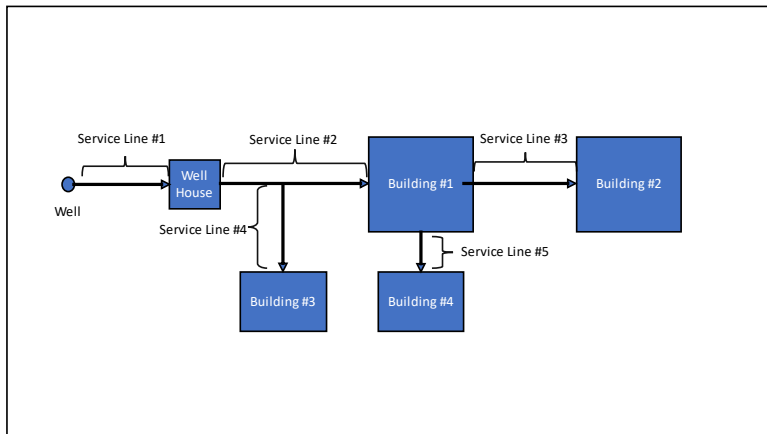 Service Line #1
Service Line #2
Service Line #3
Well
House
Building #1
Building #2
Well
Service Line #4
Service Line #5
Building #3
Building #4